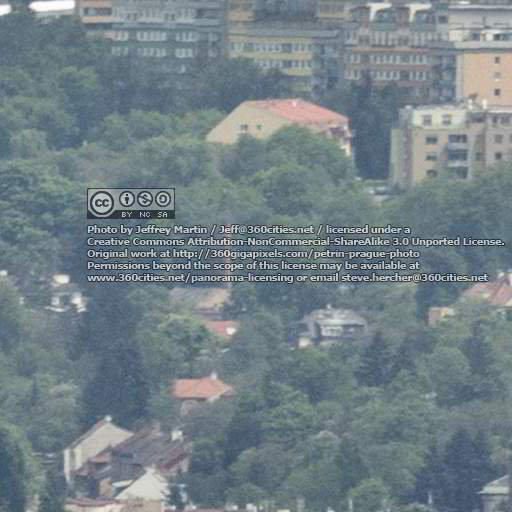 cc
BY NC SA
Photo by Jeffrey Martin / Jeff@360cities.net / licensed under a
Creative Commons Attribution-NonCommercial-ShareAlike 3.0 Unported License.
Original work at http://360gigapixels.com/petrin-prague-photo
Permissions beyond the scope of this license may be available at
www.360cities.net/panorama-licensing or email steve.hercher@360cities.net